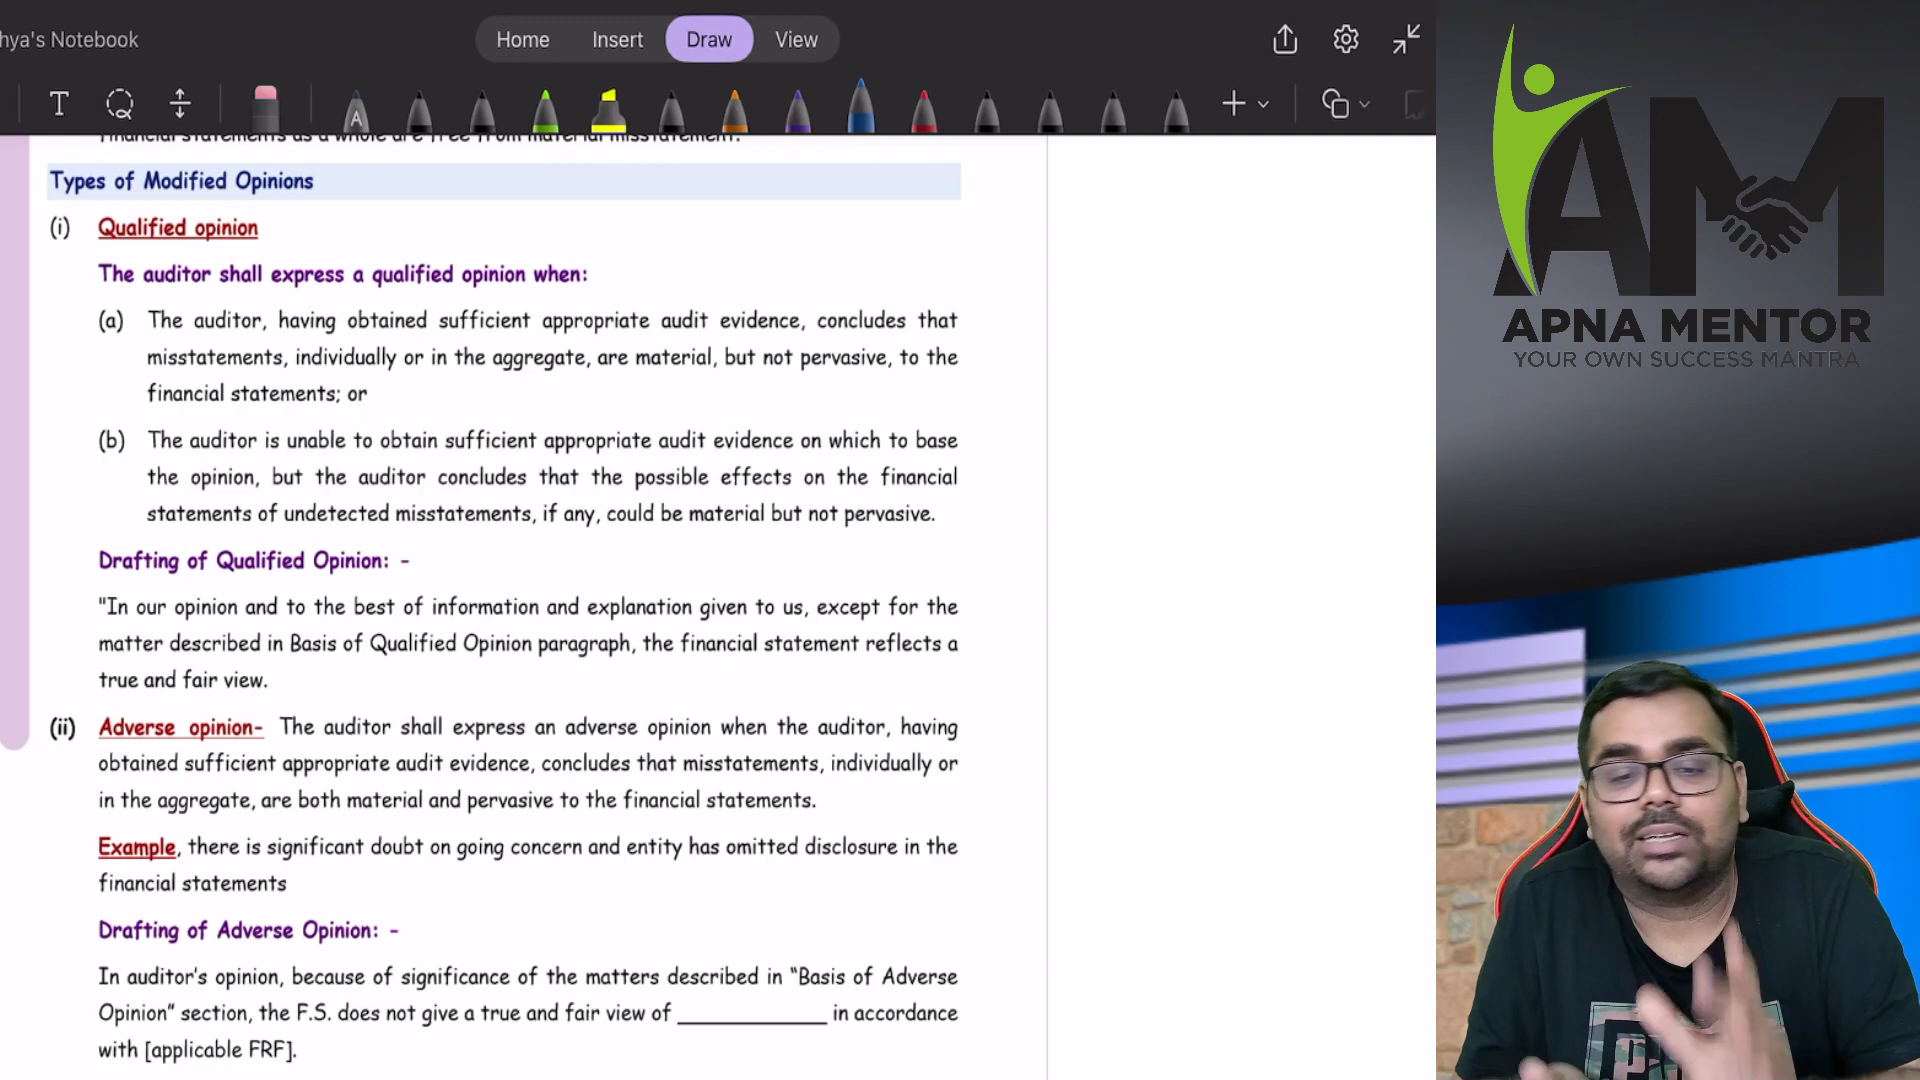 hya's Notebook
Home Insert Draw View
T
A
financial statements as a whole are free from material misstatement.
Types of Modified Opinions
(i) Qualified opinion
The auditor shall express a qualified opinion when:
(a) The auditor, having obtained sufficient appropriate audit evidence, concludes that
misstatements, individually or in the aggregate, are material, but not pervasive, to the
financial statements; or
(b) The auditor is unable to obtain sufficient appropriate audit evidence on which to base
the opinion, but the auditor concludes that the possible effects on the financial
statements of undetected misstatements, if any, could be material but not pervasive.
Drafting of Qualified Opinion: -
"In our opinion and to the best of information and explanation given to us, except for the
matter described in Basis of Qualified Opinion paragraph, the financial statement reflects a
true and fair view.
(ii) Adverse opinion- The auditor shall express an adverse opinion when the auditor, having
obtained sufficient appropriate audit evidence, concludes that misstatements, individually or
in the aggregate, are both material and pervasive to the financial statements.
Example, there is significant doubt on going concern and entity has omitted disclosure in the
financial statements
Drafting of Adverse Opinion: -
In auditor's opinion, because of significance of the matters described in “Basis of Adverse
Opinion” section, the F.S. does not give a true and fair view of ______________ in accordance
with [applicable FRF].
AM
APNA MENTOR
YOUR OWN SUCCESS MANTRA